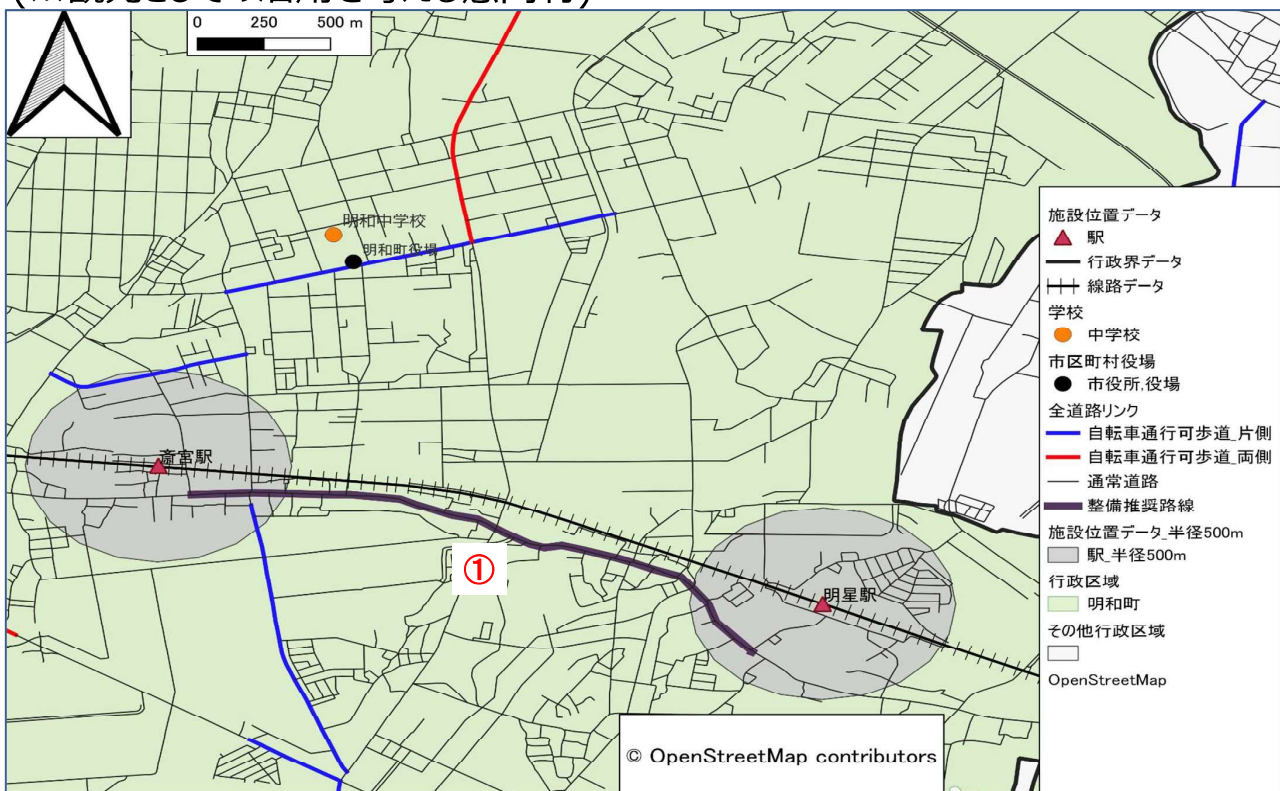 0 250 500 m
明和中学校
明和町役場
斎宮駅
①
明星駅
© OpenStreetMap contributors
施設位置データ
駅
行政界データ
線路データ
学校
中学校
市区町村役場
市役所,役場
全道路リンク
自転車通行可歩道_片側
自転車通行可歩道_両側
通常道路
整備推奨路線
施設位置データ_半径500m
駅_半径500m
行政区域
明和町
その他行政区域
OpenStreetMap